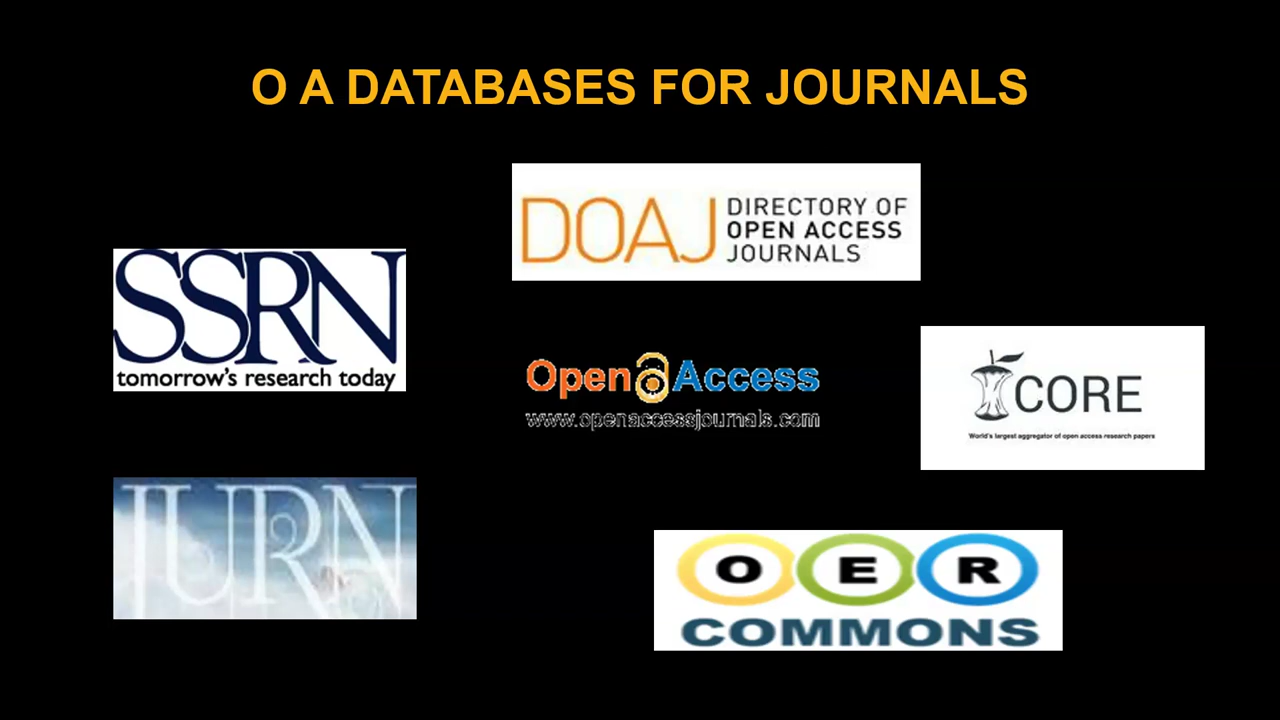 O A DATABASES FOR JOURNALS
DOAJ
DIRECTORY OF
OPEN ACCESS
JOURNALS
SSRN
tomorrow's research today
Open Access
www.openaccessjournals.com
CORE
World's largest aggregator of open access research papers
JURN
O E R
COMMONS